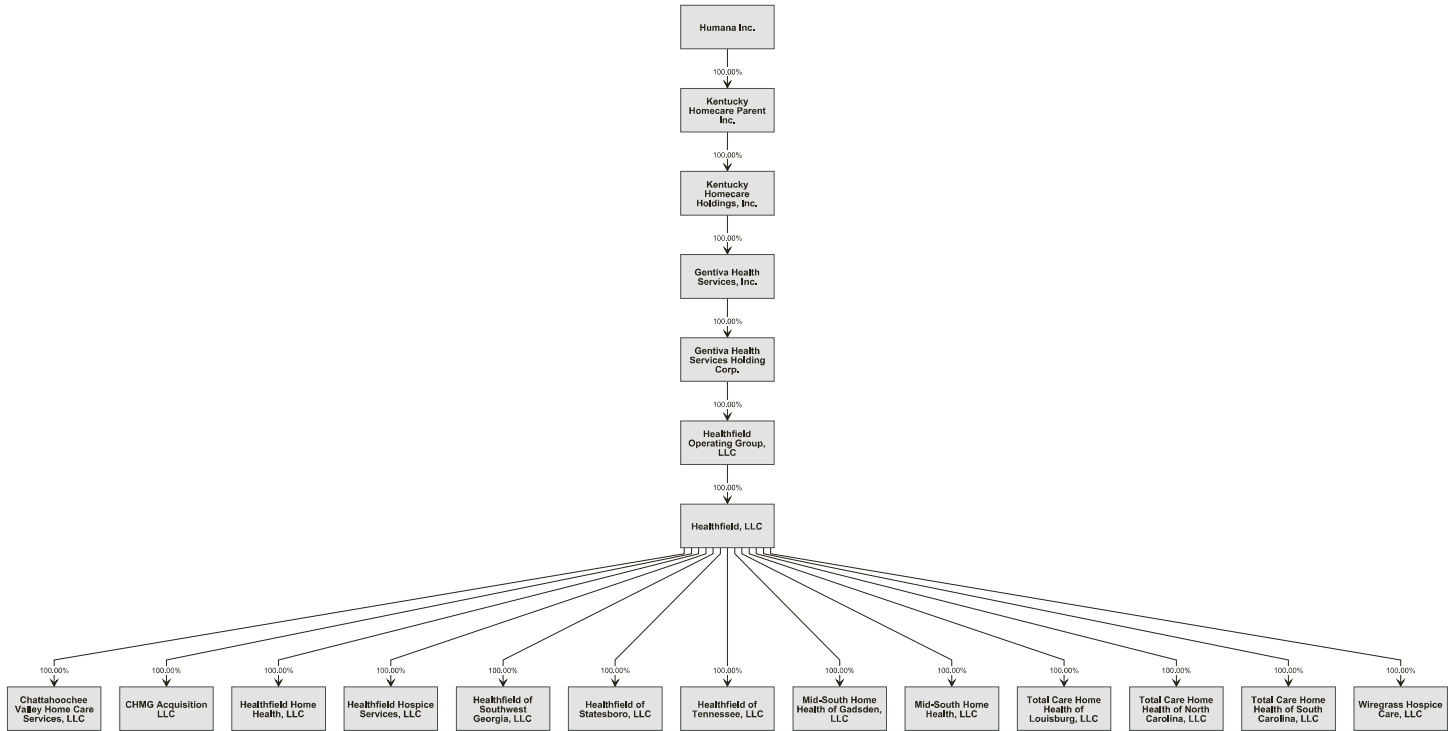 Humana Inc.
100.00%
Kentucky
Homecare Parent
Inc.
100.00%
Kentucky
Homecare
Holdings, Inc.
100.00%
Gentiva Health
Services, Inc.
100.00%
Gentiva Health
Services Holding
Corp.
100.00%
Healthfield
Operating Group,
LLC
100.00%
Healthfield, LLC
100.00%
Chattahoochee
Valley Home Care
Services, LLC
100.00%
CHMG Acquisition
LLC
100.00%
Healthfield Home
Health, LLC
100.00%
Healthfield Hospice
Services, LLC
100.00%
Healthfield of
Southwest
Georgia, LLC
100.00%
Healthfield of
Statesboro, LLC
100.00%
Healthfield of
Tennessee, LLC
100.00%
Mid-South Home
Health of Gadsden,
LLC
100.00%
Mid-South Home
Health, LLC
100.00%
Total Care Home
Health of
Louisburg, LLC
100.00%
Total Care Home
Health of North
Carolina, LLC
100.00%
Total Care Home
Health of South
Carolina, LLC
100.00%
Wiregrass Hospice
Care, LLC